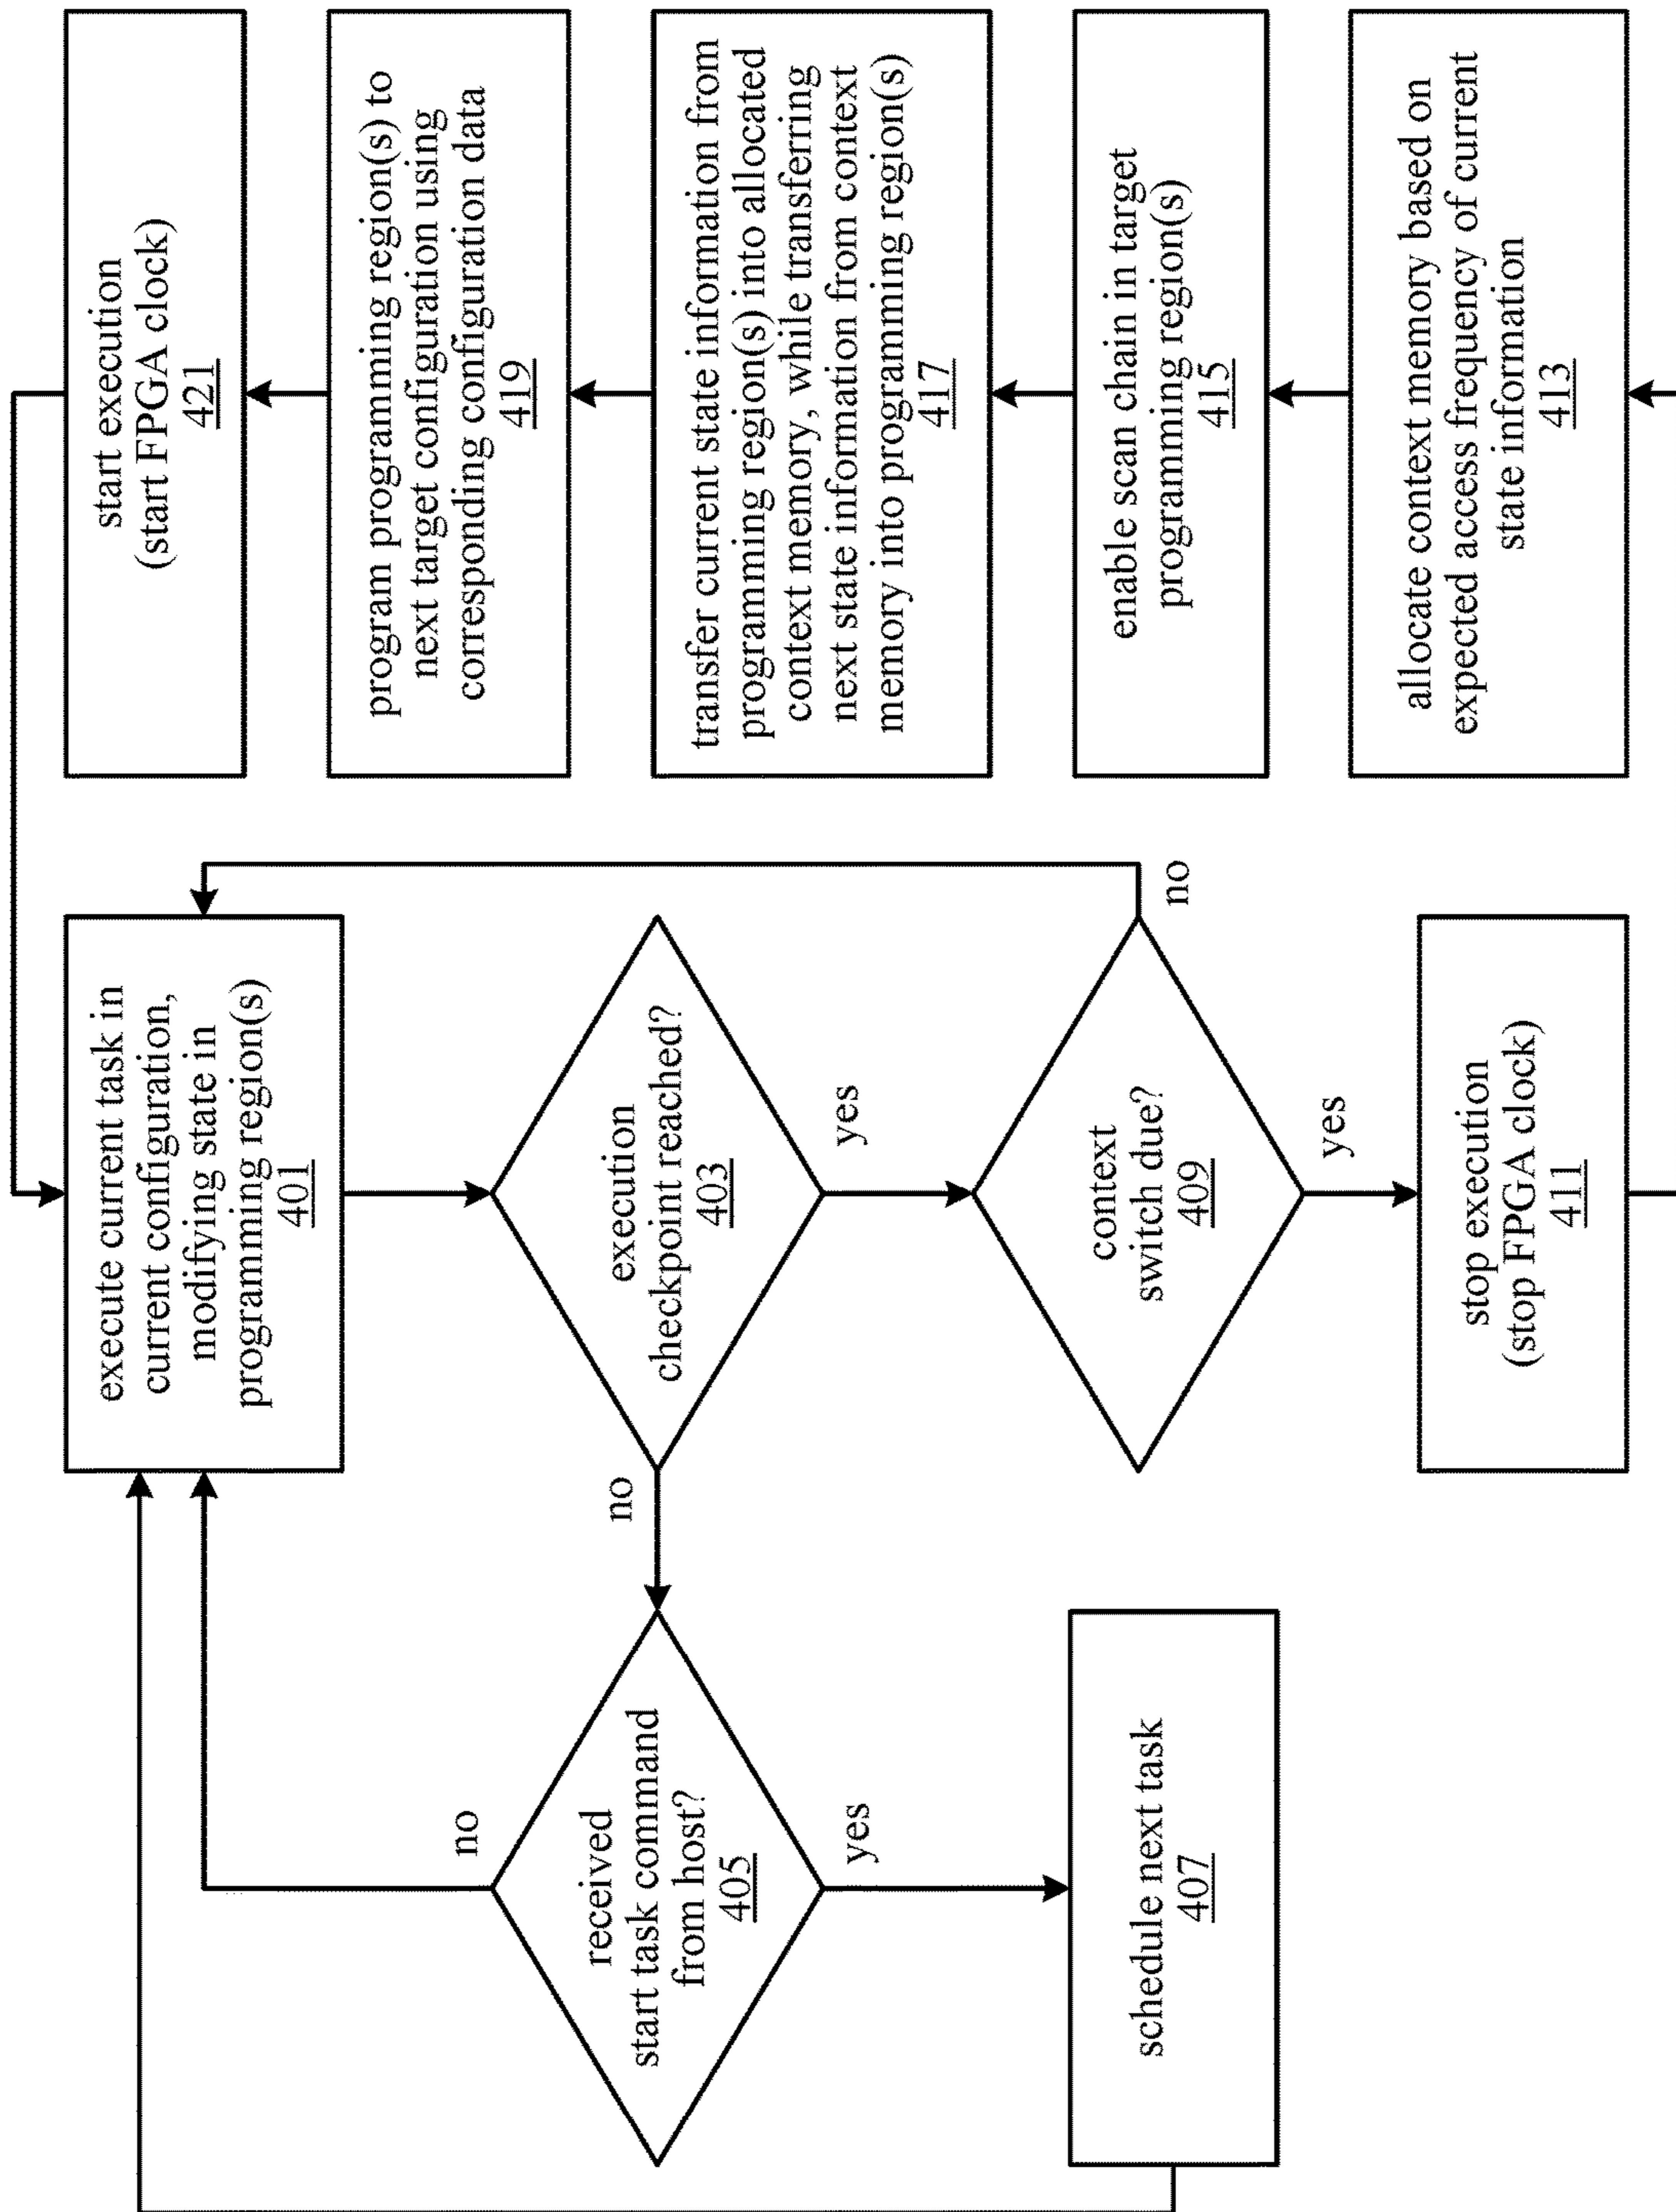 execute current task in
current configuration,
modifying state in
programming region(s)
401
execution
checkpoint reached?
403
no
yes
received
start task command
from host?
405
no
yes
schedule next task
407
context
switch due?
409
no
yes
stop execution
(stop FPGA clock)
411
allocate context memory based on
expected access frequency of current
state information
413
enable scan chain in target
programming region(s)
415
transfer current state information from
programming region(s) into allocated
context memory, while transferring
next state information from context
memory into programming region(s)
417
program programming region(s) to
next target configuration using
corresponding configuration data
419
start execution
(start FPGA clock)
421